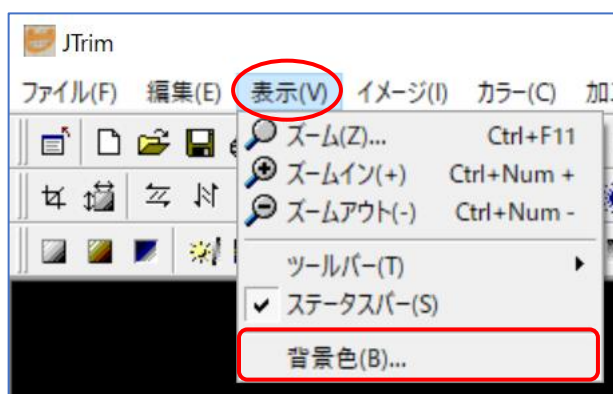 JTrim
ファイル(F) 編集(E) 表示(V) イメージ(I) カラー(C)
ズーム(Z)... Ctrl+F11
ズームイン(+) Ctrl+Num +
ズームアウト(-) Ctrl+Num -
ツールバー(T)
ステータスバー(S)
背景色(B)...